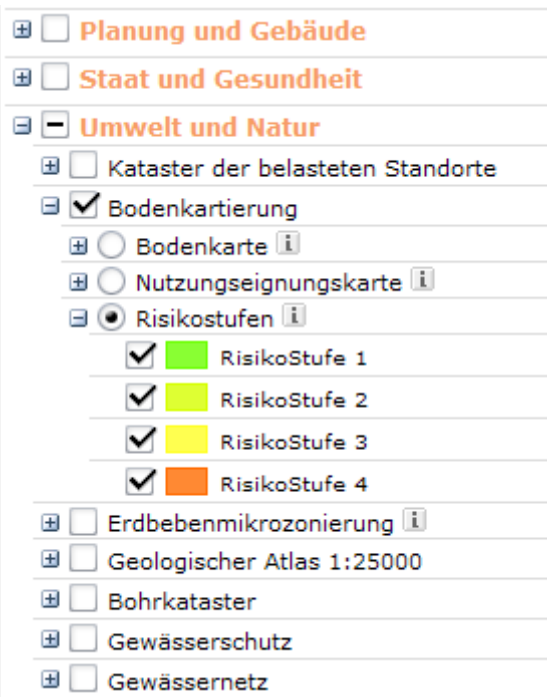 Planung und Gebäude
Staat und Gesundheit
Umwelt und Natur
Kataster der belasteten Standorte
Bodenkartierung
Bodenkarte i
Nutzungseignungskarte i
Risikostufen i
RisikoStufe 1
RisikoStufe 2
RisikoStufe 3
RisikoStufe 4
Erdbebenmikrozonierung i
Geologischer Atlas 1:25000
Bohrkataster
Gewässerschutz
Gewässernetz